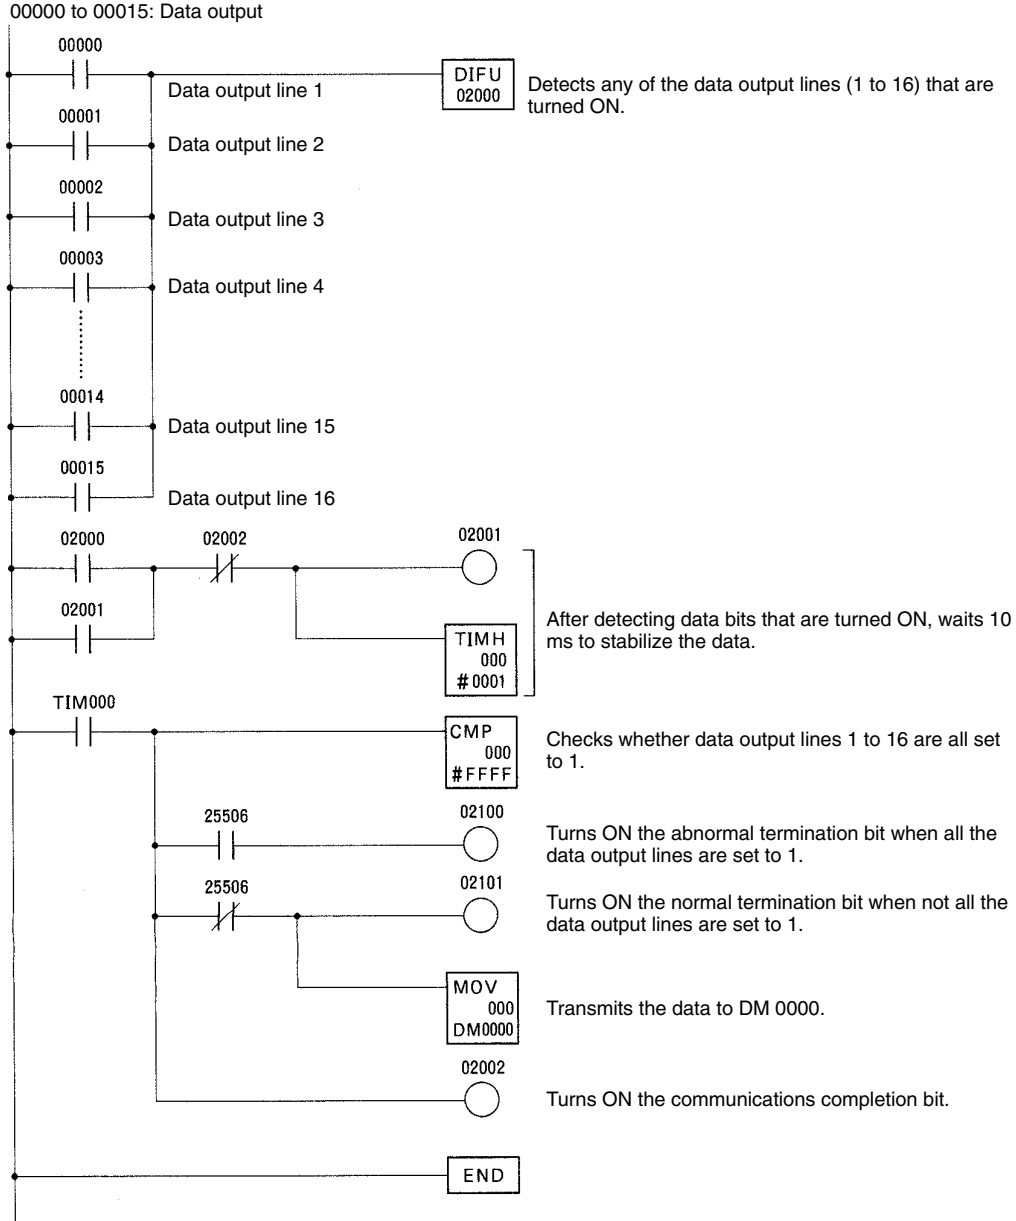 00000 to 00015: Data output
00000
DIFU
02000
Data output line 1
Detects any of the data output lines (1 to 16) that are
turned ON.
00001
Data output line 2
00002
Data output line 3
00003
Data output line 4
00014
Data output line 15
00015
Data output line 16
02000
02002
02001
02001
TIMH
000
#0001
After detecting data bits that are turned ON, waits 10
ms to stabilize the data.
TIM000
CMP
000
#FFFF
Checks whether data output lines 1 to 16 are all set
to 1.
25506
02100
Turns ON the abnormal termination bit when all the
data output lines are set to 1.
25506
02101
Turns ON the normal termination bit when not all the
data output lines are set to 1.
MOV
000
DM0000
Transmits the data to DM 0000.
02002
Turns ON the communications completion bit.
END